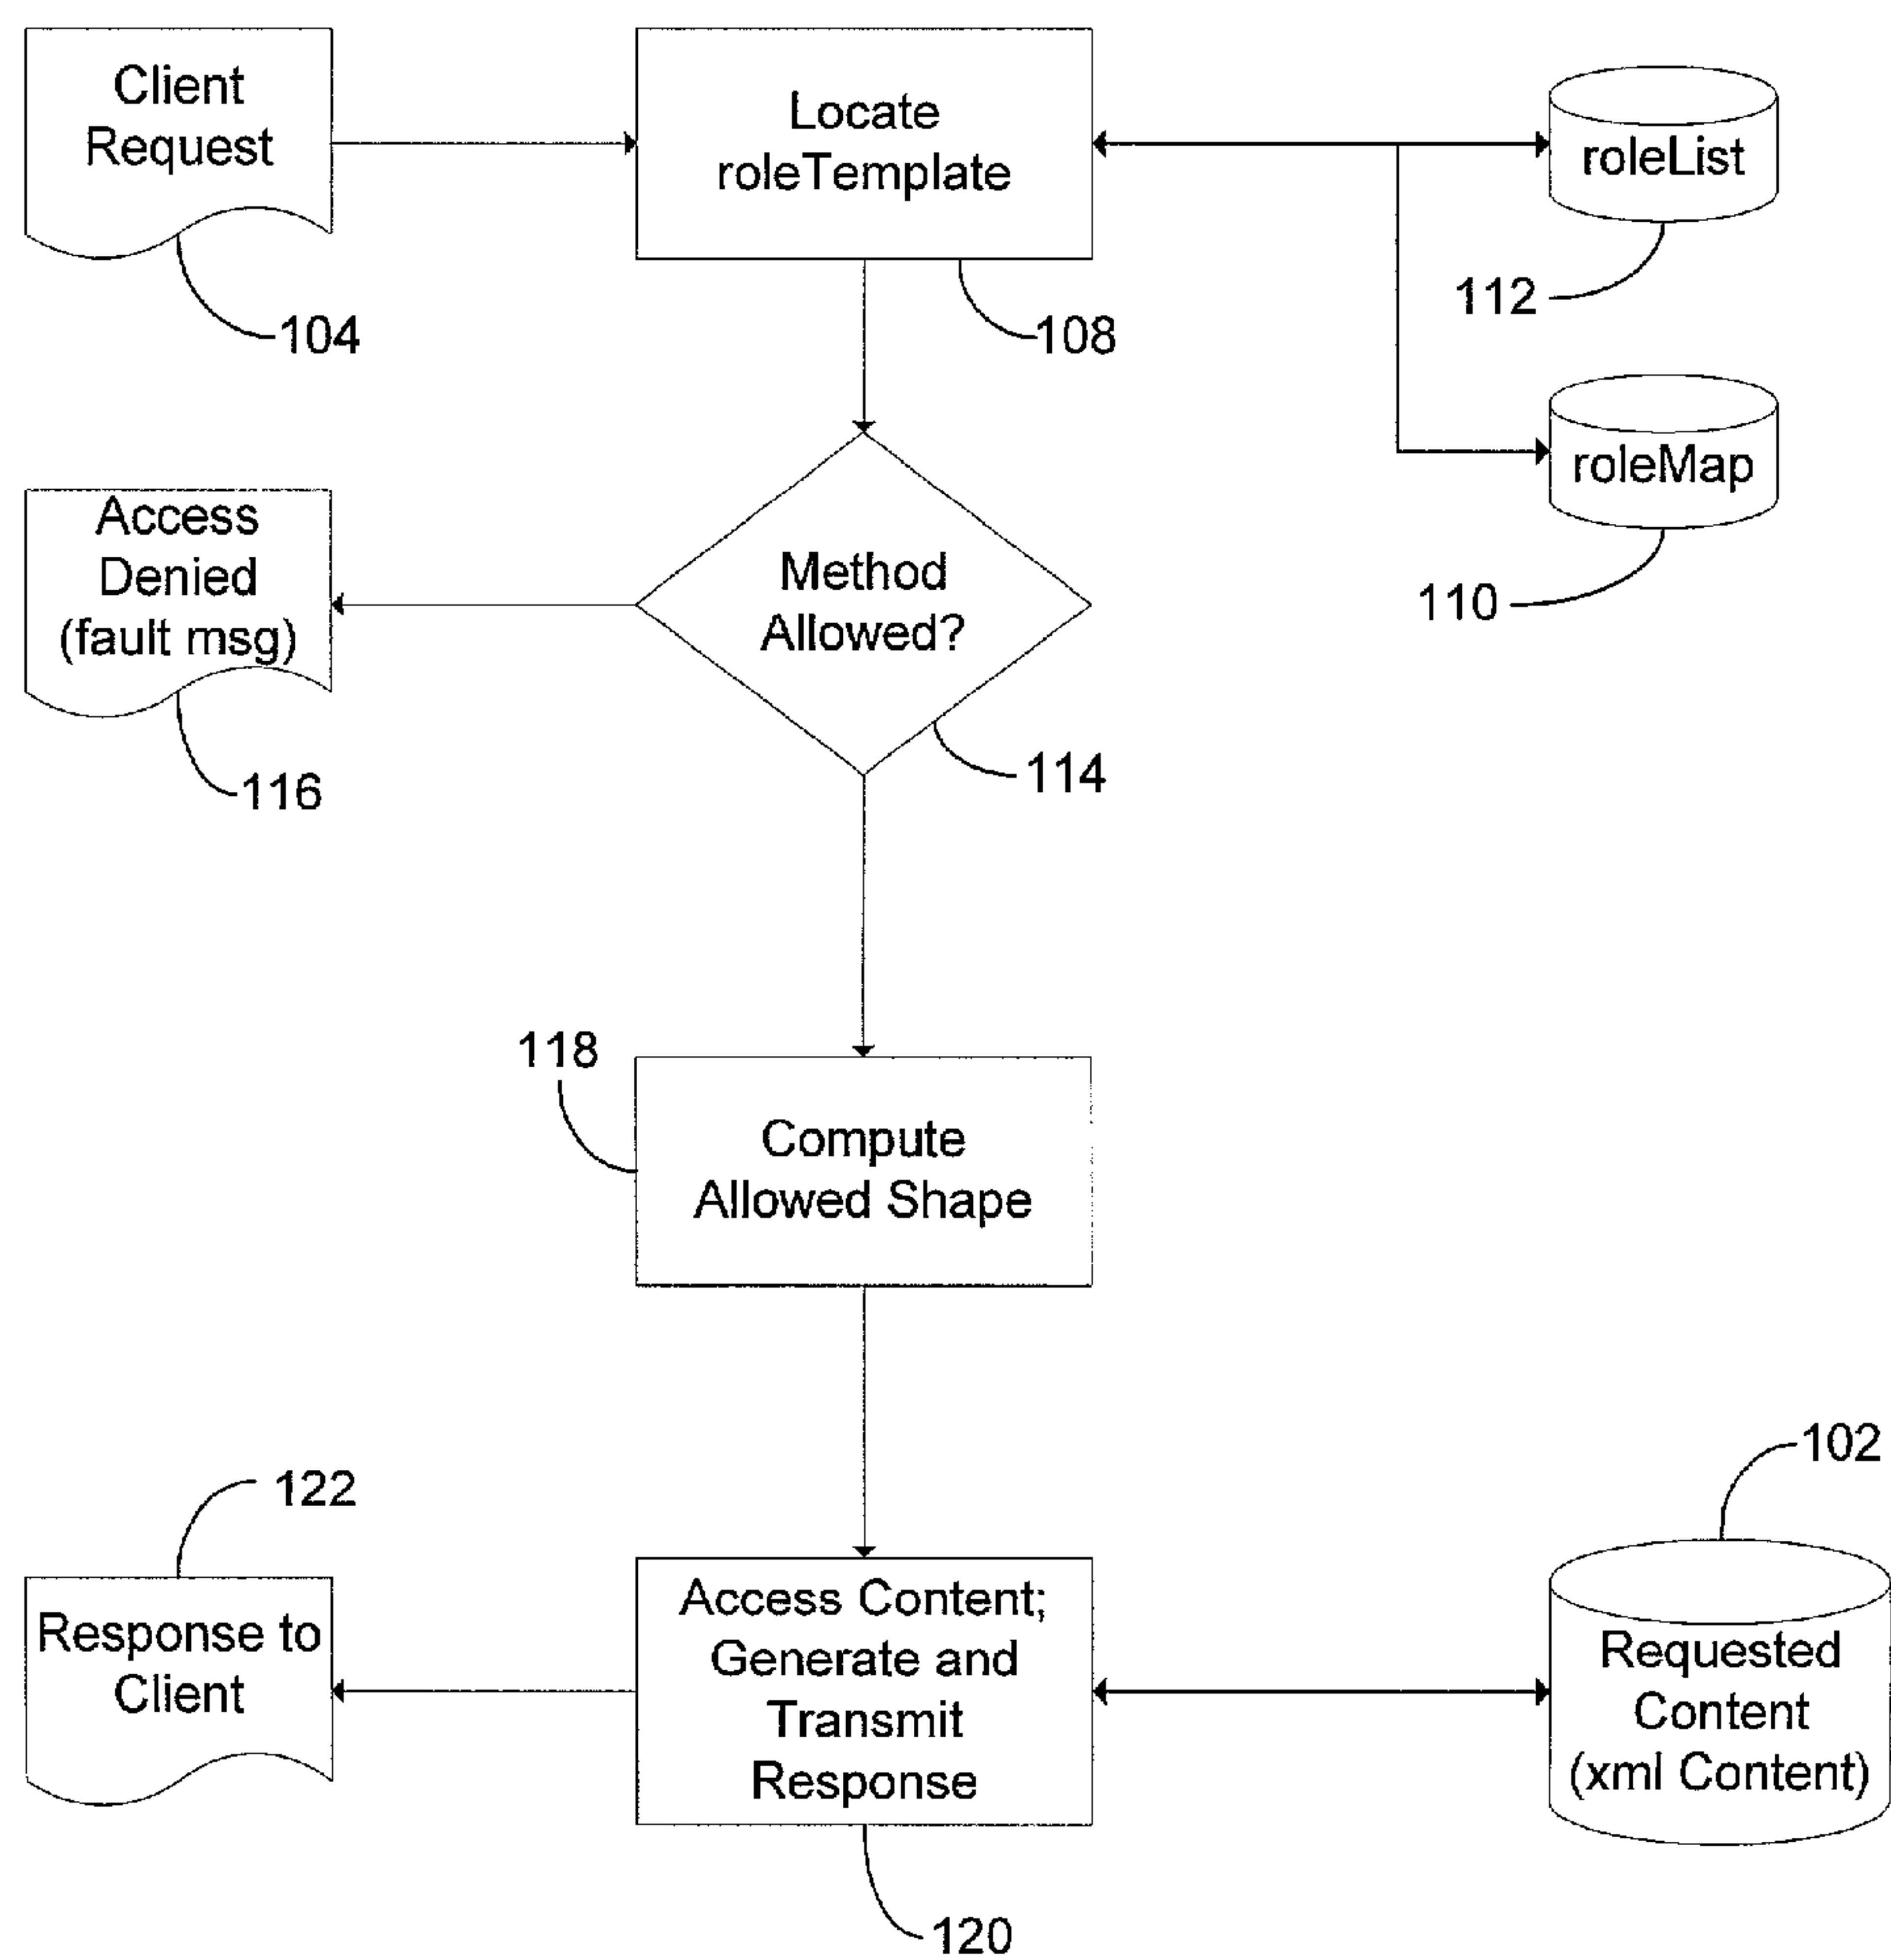 Client
Request
104
Locate
roleTemplate
108
roleList
112
roleMap
110
Method
Allowed?
114
Access
Denied
(fault msg)
116
118
Compute
Allowed Shape
122
Response to
Client
Access Content;
Generate and
Transmit
Response
120
102
Requested
Content
(xml Content)